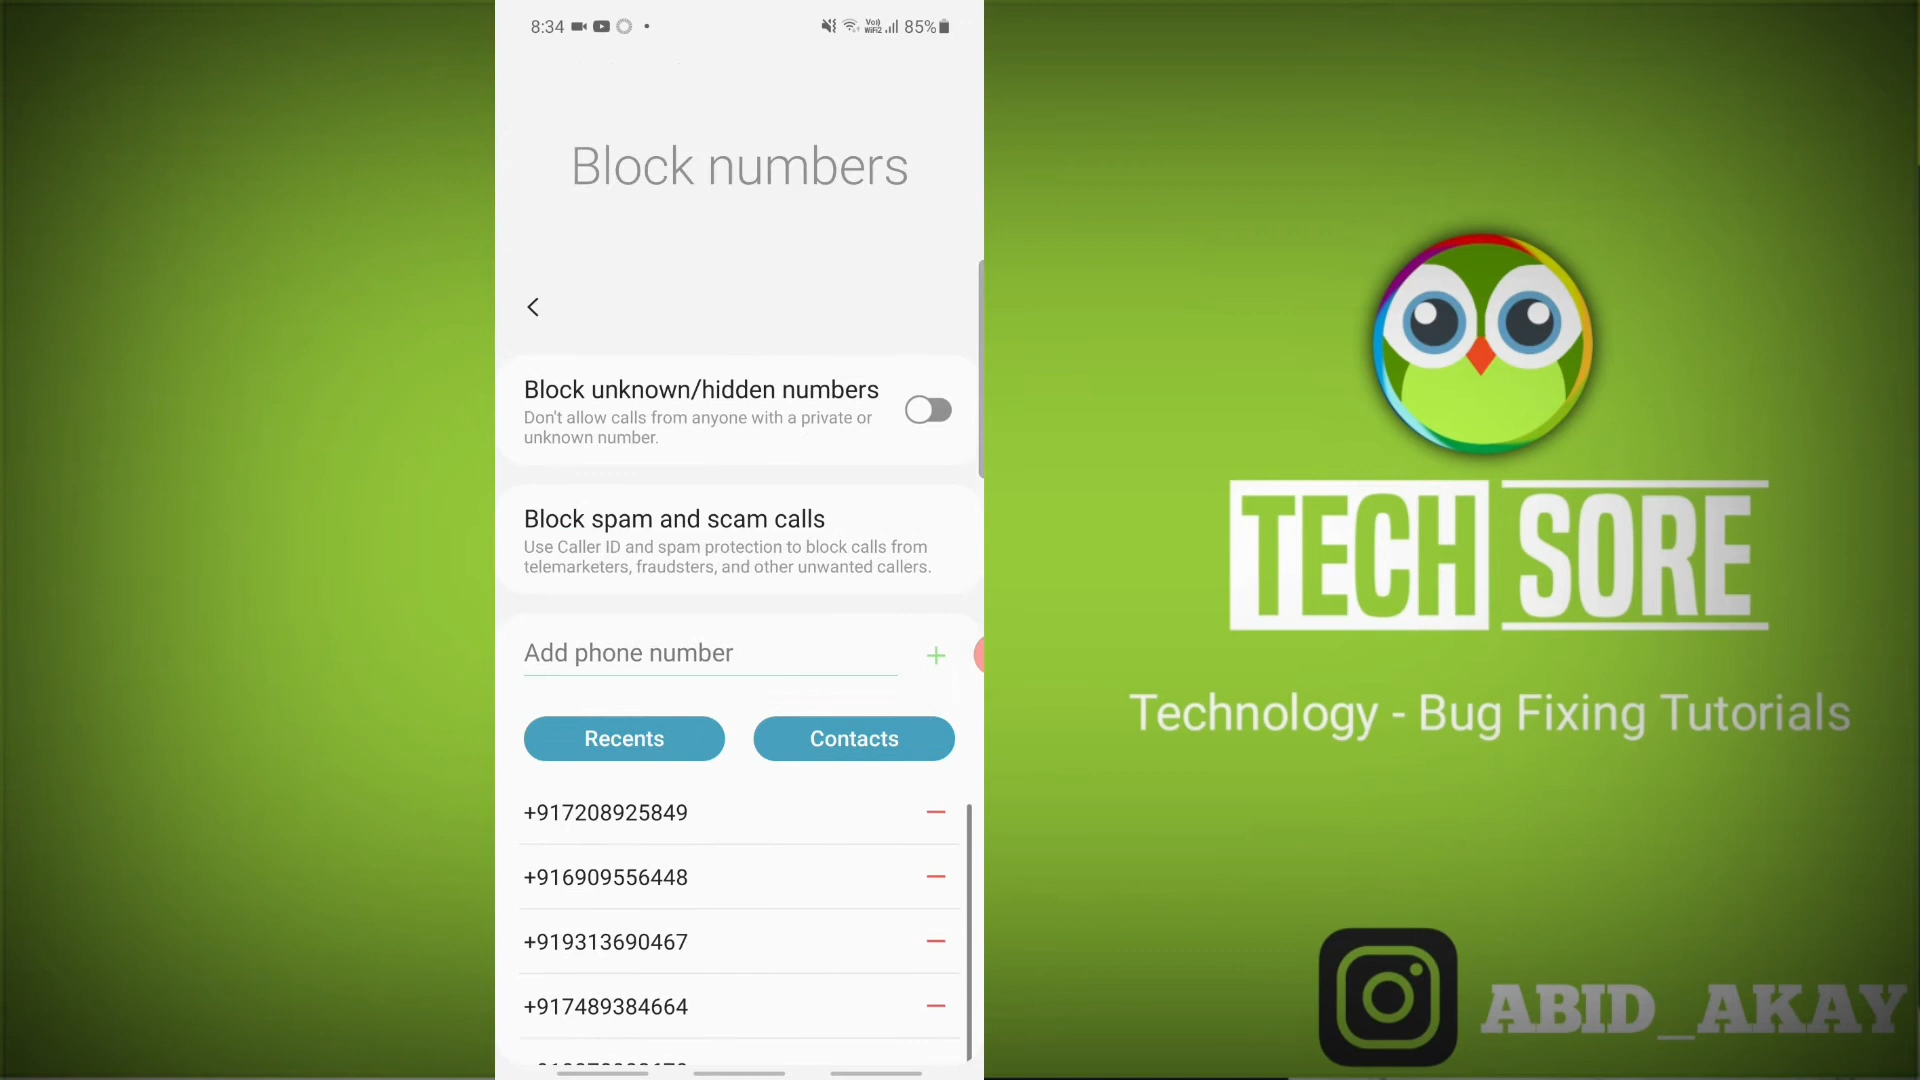 8:34
Vo))
WiFi2
85%
Block numbers
Block unknown/hidden numbers
Don't allow calls from anyone with a private or
unknown number.
Block spam and scam calls
Use Caller ID and spam protection to block calls from
telemarketers, fraudsters, and other unwanted callers.
Add phone number
Recents
Contacts
+917208925849
+916909556448
+919313690467
+917489384664
TECH SORE
Technology - Bug Fixing Tutorials
ABID_AKAY